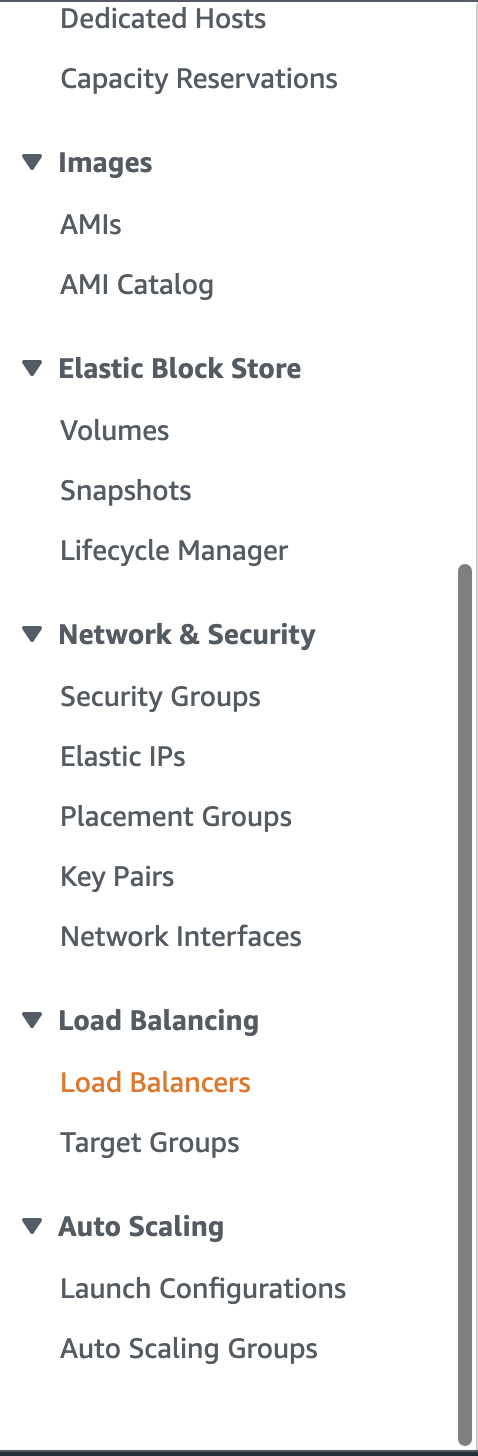 Dedicated Hosts
Capacity Reservations
Images
AMIs
AMI Catalog
Elastic Block Store
Volumes
Snapshots
Lifecycle Manager
Network & Security
Security Groups
Elastic IPs
Placement Groups
Key Pairs
Network Interfaces
Load Balancing
Load Balancers
Target Groups
Auto Scaling
Launch Configurations
Auto Scaling Groups